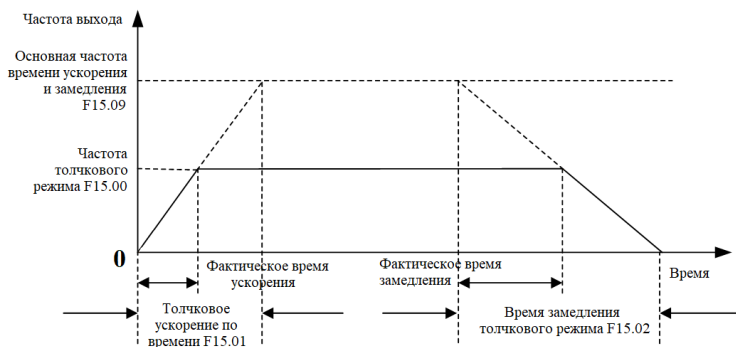 Частота выхода
Основная частота
времени ускорения
и замедления
F15.09
Частота
толчкового
режима F15.00
0
Фактическое время
ускорения
Фактическое время
замедления
Время
Толчковое
ускорение по
времени F15.01
Время замедления
толчкового режима F15.02